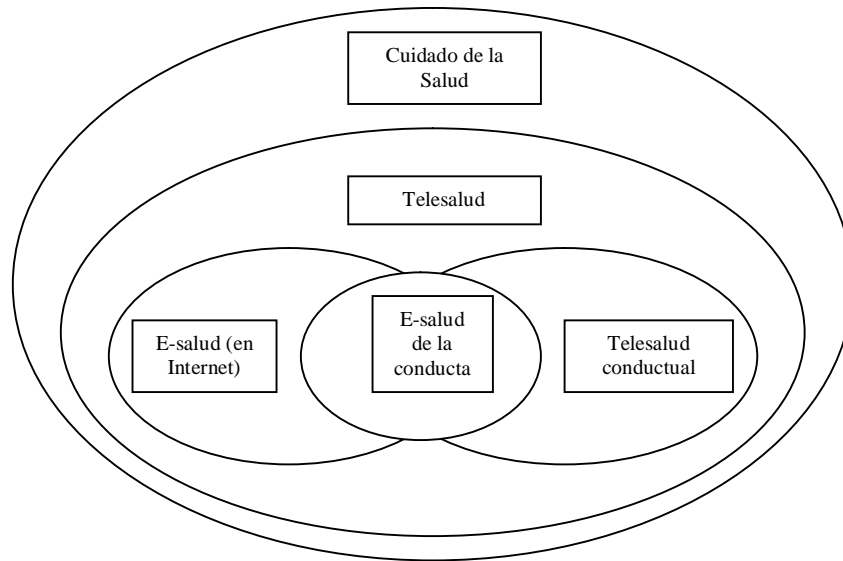 Cuidado de la
Salud
Telesalud
E-salud (en
Internet)
E-salud
de la
conducta
Telesalud
conductual